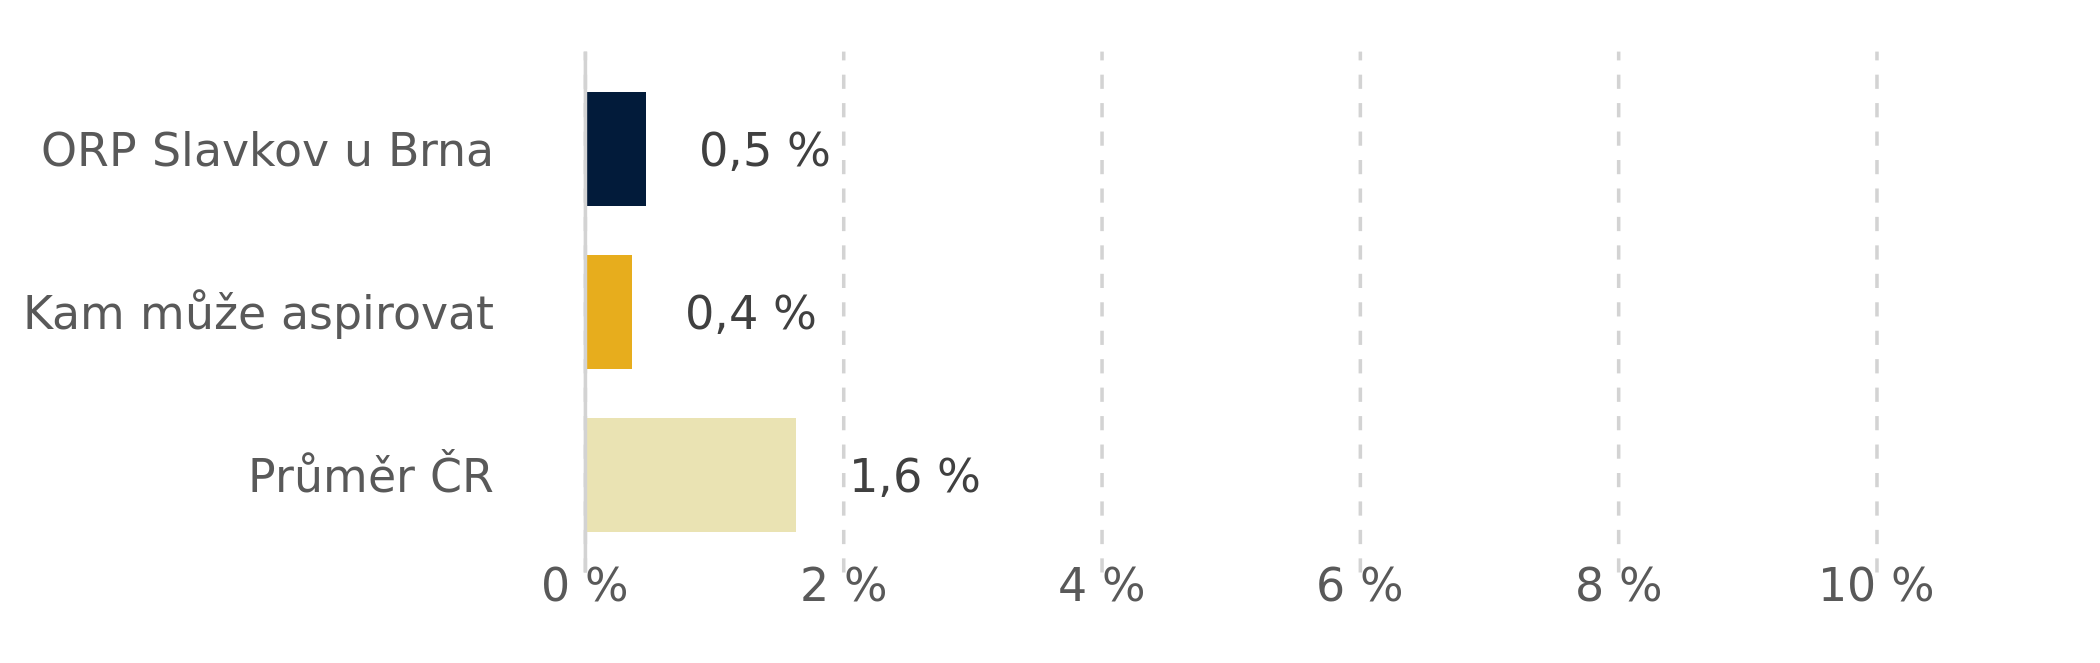 ORP Slavkov u Brna 0,5 %
Kam může aspirovat 0,4 %
Průměr ČR 1,6 %
0 % 2 % 4 % 6 % 8 % 10 %